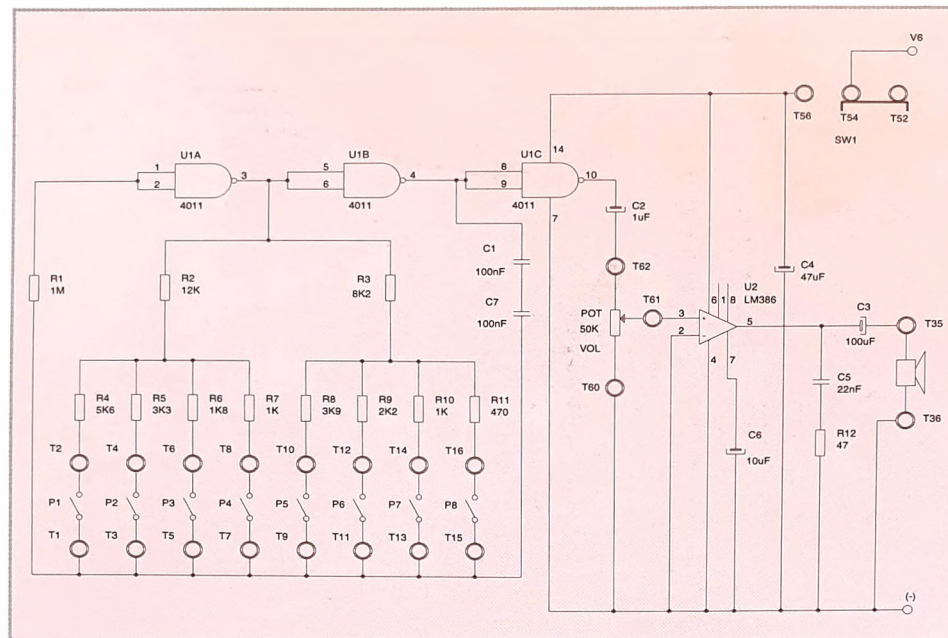 V6
T56
T54
T52
SW1
U1A
U1B
U1C
14
1
2
3
5
6
4
8
9
10
4011
4011
4011
7
C2
1uF
R1
1M
R2
12K
R3
8K2
C1
100nF
C7
100nF
T62
C4
47uF
POT
50K
VOL
T61
3
2
6
1
8
U2
LM386
5
4
7
C3
100uF
T35
T60
C5
22nF
R4
5K6
R5
3K3
R6
1K8
R7
1K
R8
3K9
R9
2K2
R10
1K
R11
470
T36
R12
47
C6
10uF
T2
T4
T6
T8
T10
T12
T14
T16
P1
P2
P3
P4
P5
P6
P7
P8
T1
T3
T5
T7
T9
T11
T13
T15
(-)